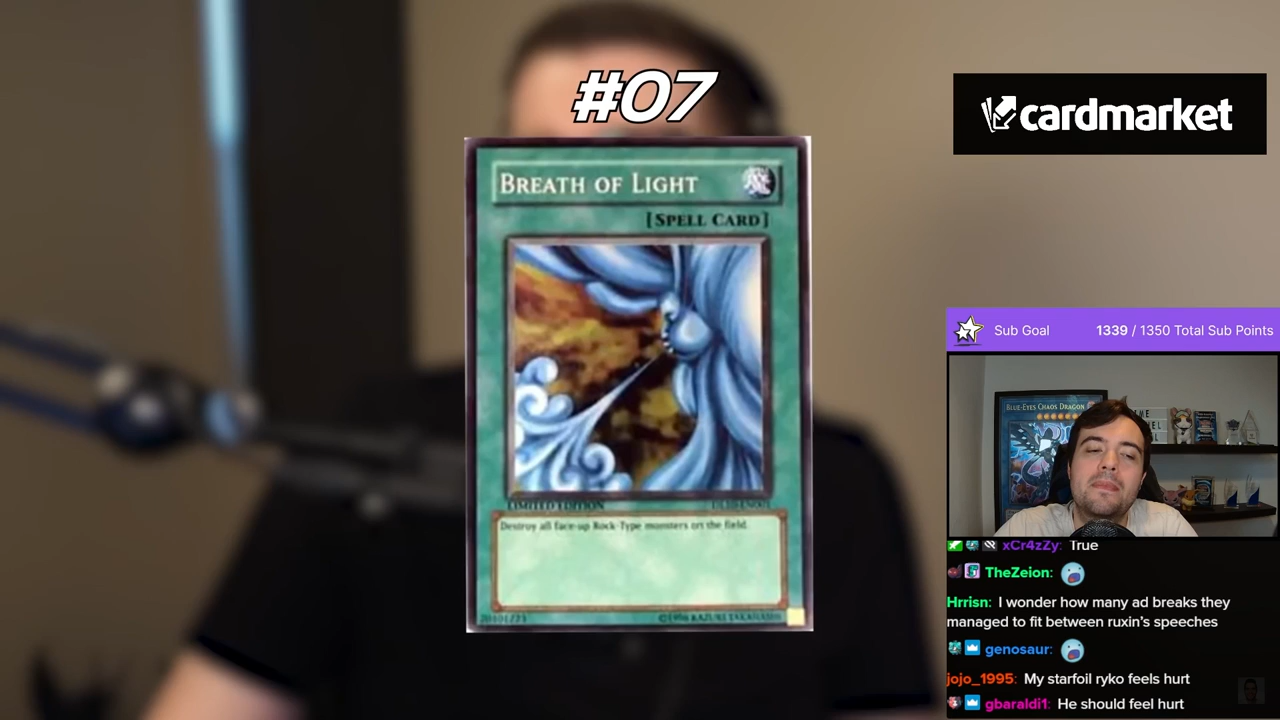 #07
cardmarket
BREATH OF LIGHT
[SPELL CARD]
LIMITED EDITION
Destroy all face-up Rock-Type monsters on the field.
©1996 KAZUKI TAKAHASHI
Sub Goal 1339 / 1350 Total Sub Points
BLUE-EYES CHAOS DRAGON
xCr4zZy: True
TheZeion:
Hrrisn: I wonder how many ad breaks they
managed to fit between ruxin's speeches
genosaur:
jojo_1995: My starfoil ryko feels hurt
gbaraldi1: He should feel hurt